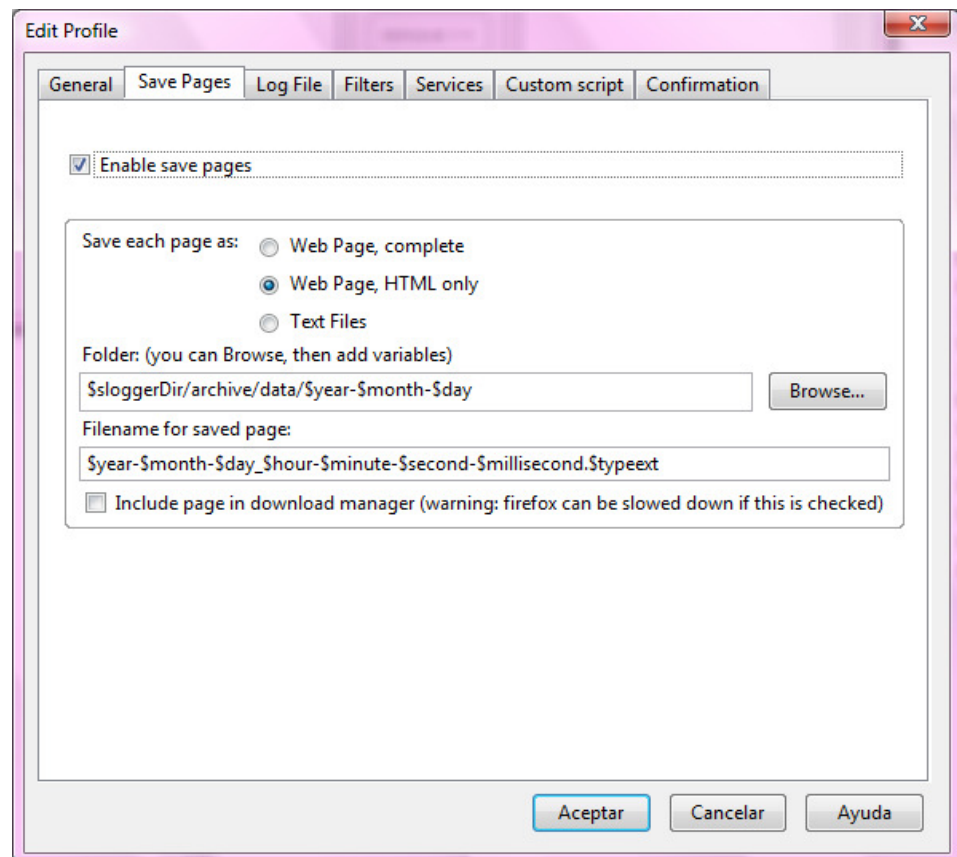 Edit Profile
General Save Pages Log File Filters Services Custom script Confirmation
Enable save pages
Save each page as: Web Page, complete
Web Page, HTML only
Text Files
Folder: (you can Browse, then add variables)
$sloggerDir/archive/data/$year-$month-$day Browse...
Filename for saved page:
$year-$month-$day_$hour-$minute-$second-$millisecond.$typeext
Include page in download manager (warning: firefox can be slowed down if this is checked)
Aceptar Cancelar Ayuda